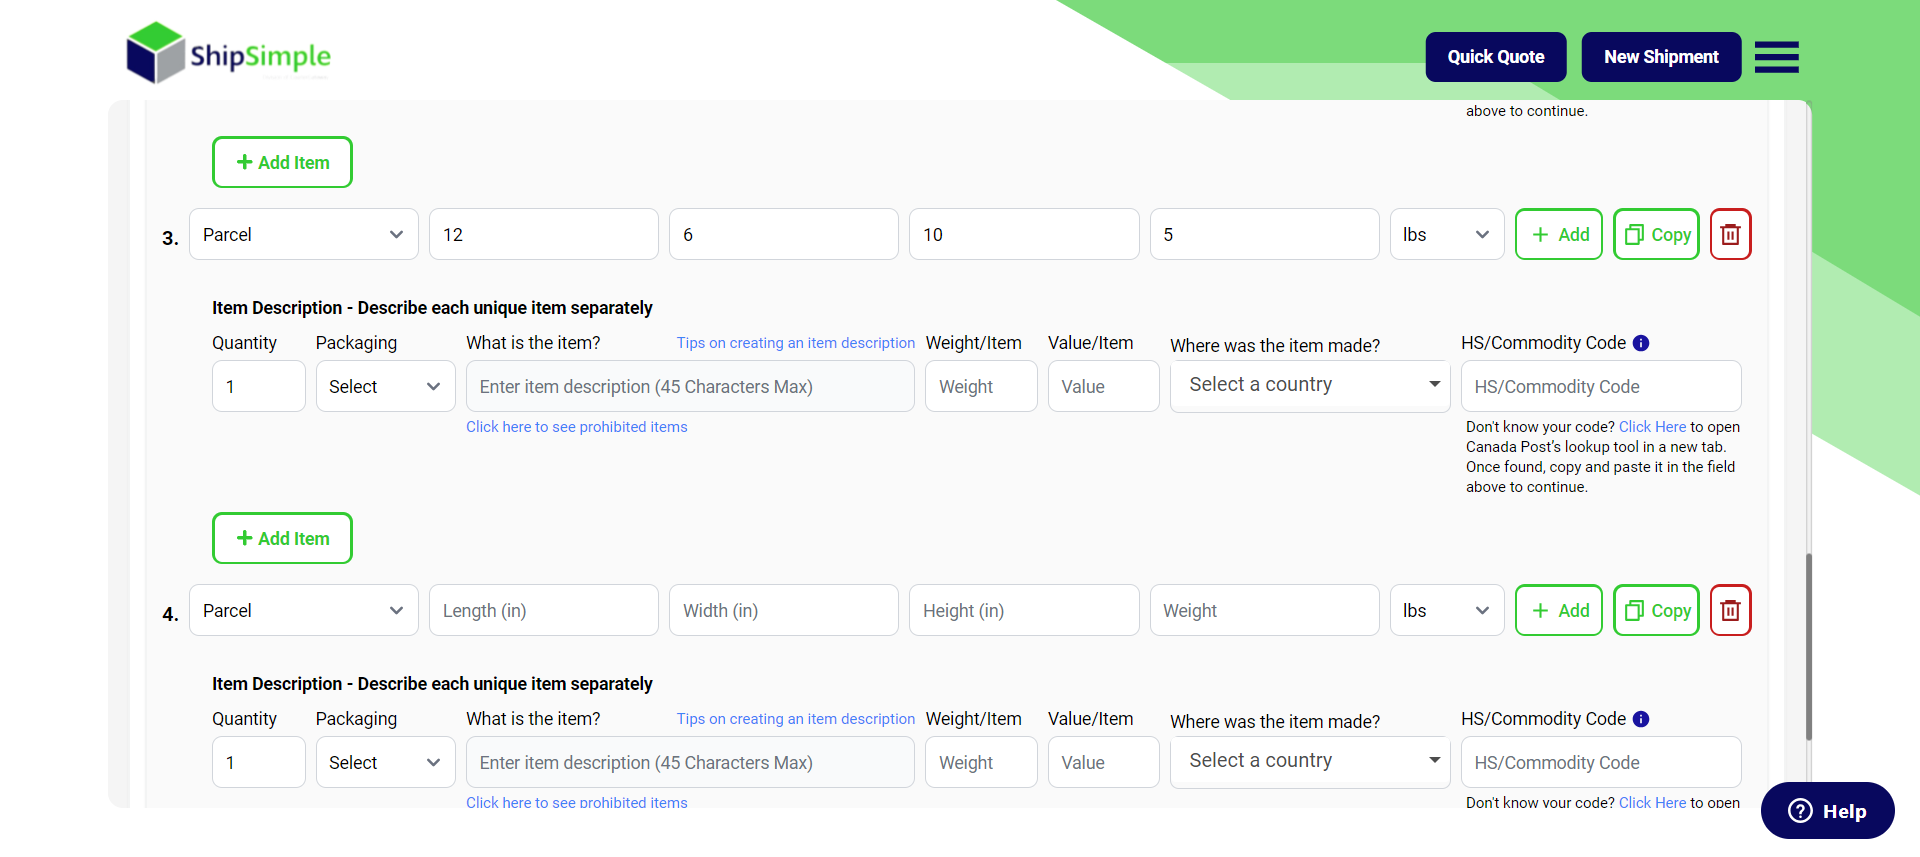 ShipSimple
Quick Quote
New Shipment
above to continue.
+ Add Item
3. Parcel 12 6 10 5 lbs + Add Copy
Item Description - Describe each unique item separately
Quantity Packaging What is the item? Tips on creating an item description Weight/Item Value/Item Where was the item made? HS/Commodity Code
1 Select Enter item description (45 Characters Max) Weight Value Select a country HS/Commodity Code
Click here to see prohibited items
Don't know your code? Click Here to open
Canada Post’s lookup tool in a new tab.
Once found, copy and paste it in the field
above to continue.
+ Add Item
4. Parcel Length (in) Width (in) Height (in) Weight lbs + Add Copy
Item Description - Describe each unique item separately
Quantity Packaging What is the item? Tips on creating an item description Weight/Item Value/Item Where was the item made? HS/Commodity Code
1 Select Enter item description (45 Characters Max) Weight Value Select a country HS/Commodity Code
Click here to see prohibited items
Don't know your code? Click Here to open
Help